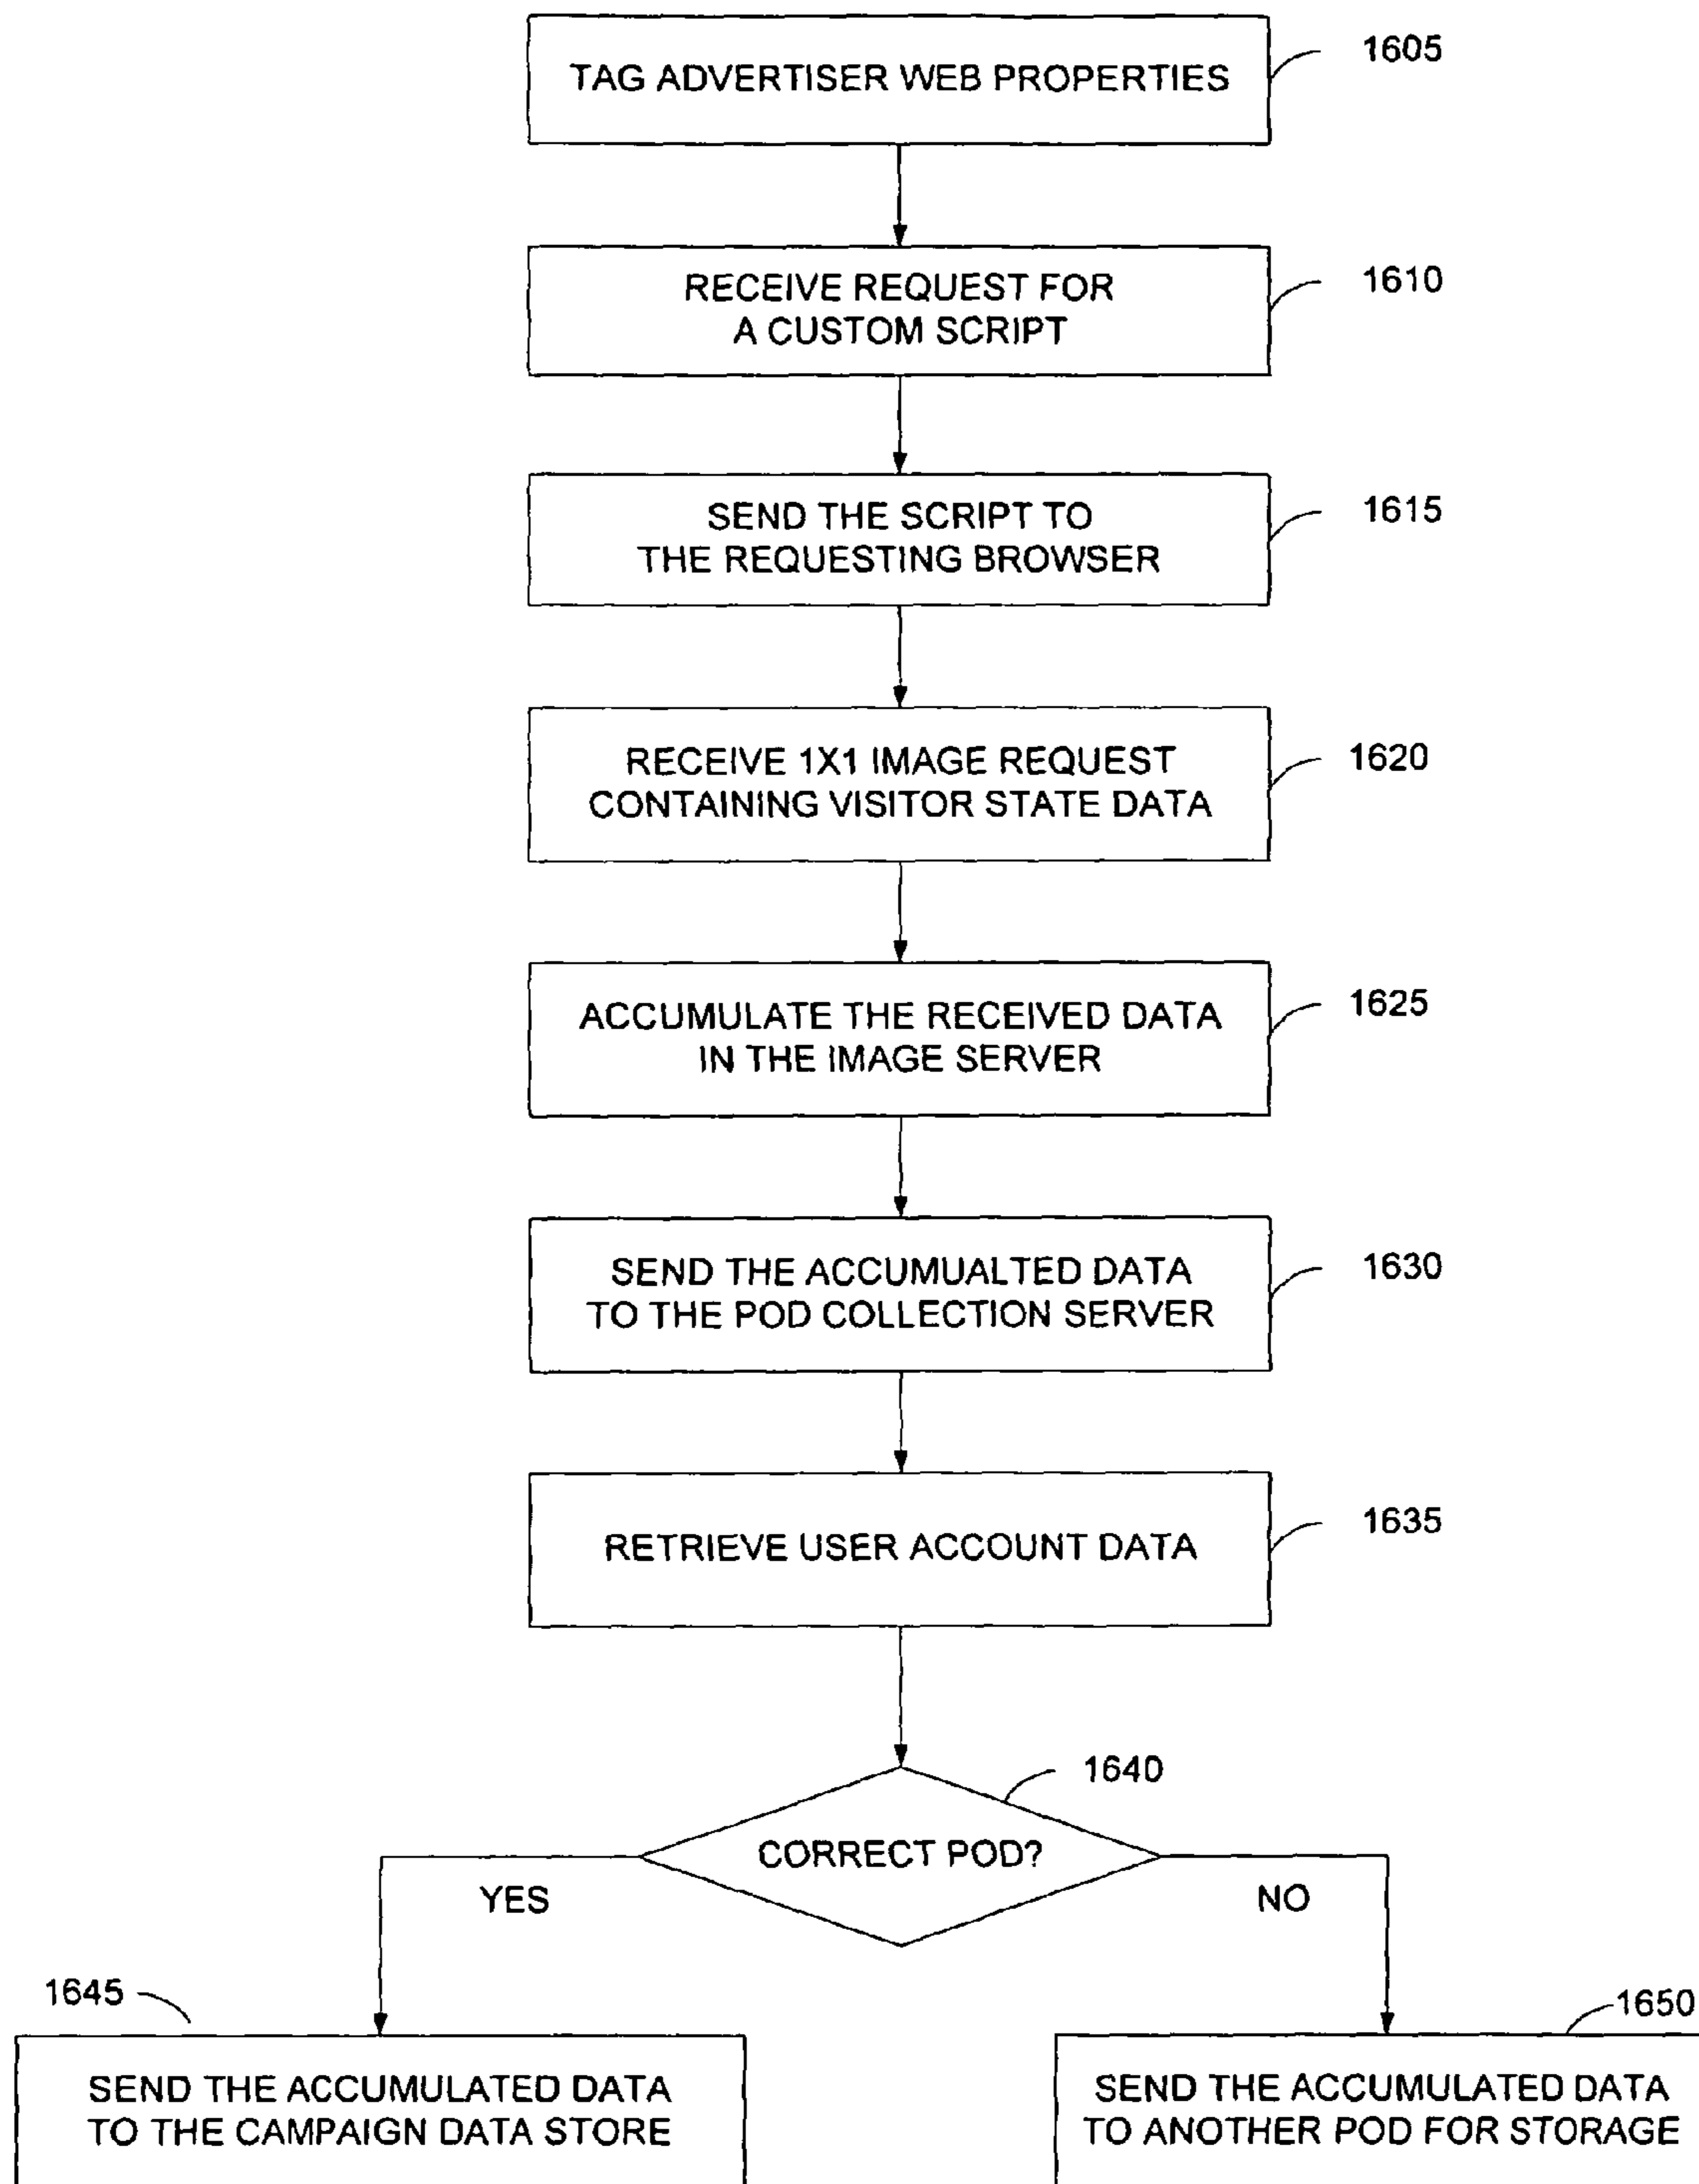 TAG ADVERTISER WEB PROPERTIES
1605
RECEIVE REQUEST FOR
A CUSTOM SCRIPT
1610
SEND THE SCRIPT TO
THE REQUESTING BROWSER
1615
RECEIVE 1X1 IMAGE REQUEST
CONTAINING VISITOR STATE DATA
1620
ACCUMULATE THE RECEIVED DATA
IN THE IMAGE SERVER
1625
SEND THE ACCUMUALTED DATA
TO THE POD COLLECTION SERVER
1630
RETRIEVE USER ACCOUNT DATA
1635
1640
CORRECT POD?
YES
NO
1645
SEND THE ACCUMULATED DATA
TO THE CAMPAIGN DATA STORE
1650
SEND THE ACCUMULATED DATA
TO ANOTHER POD FOR STORAGE